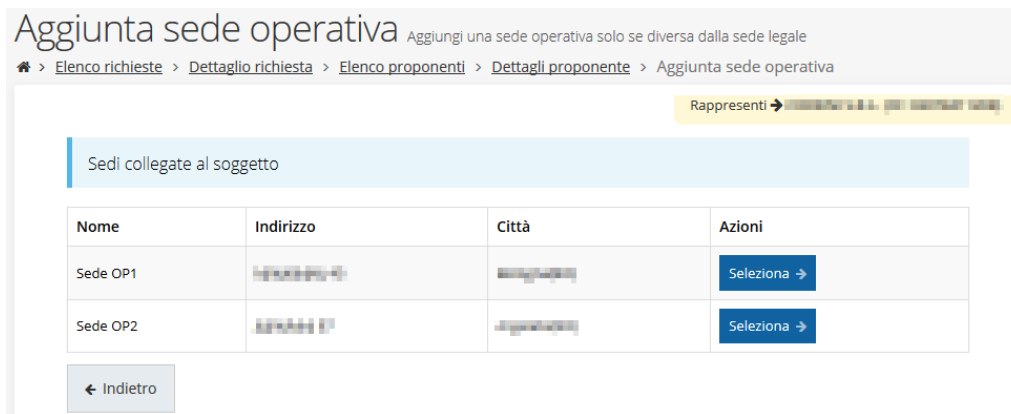 Aggiunta sede operativa Aggiungi una sede operativa solo se diversa dalla sede legale
> Elenco richieste > Dettaglio richiesta > Elenco proponenti > Dettagli proponente > Aggiunta sede operativa
Rappresenti →
Sedi collegate al soggetto
Nome Indirizzo Città Azioni
Sede OP1 Seleziona →
Sede OP2 Seleziona →
← Indietro